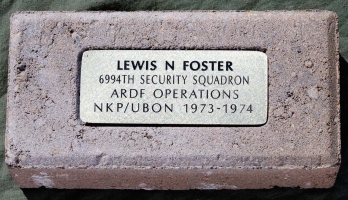 LEWIS N FOSTER
6994TH SECURITY SQUADRON
ARDF OPERATIONS
NKP/UBON 1973-1974